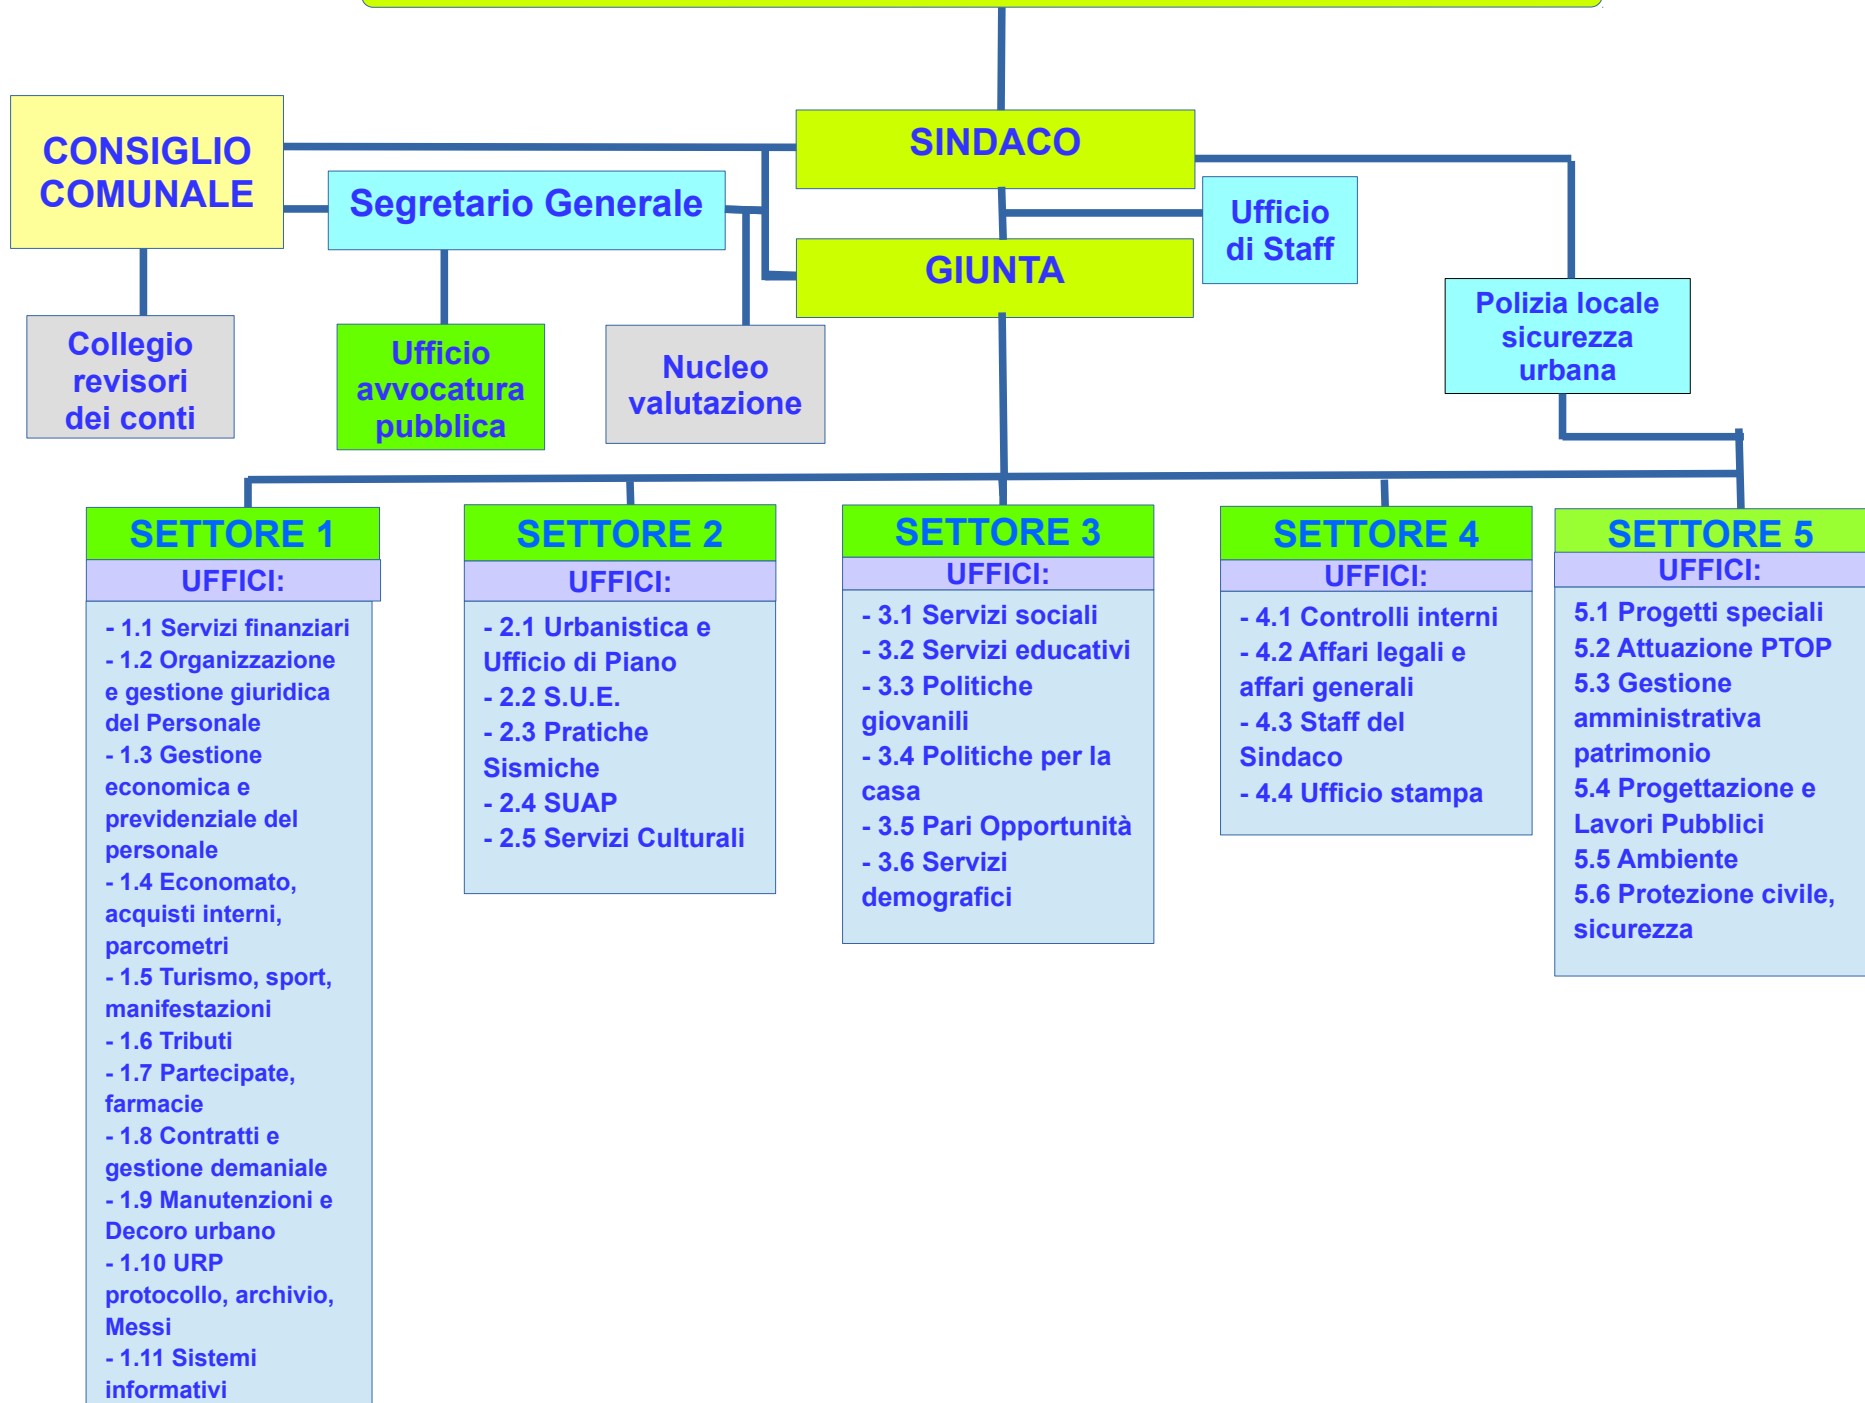 CONSIGLIO
COMUNALE
SINDACO
Segretario Generale
Ufficio
di Staff
GIUNTA
Polizia locale
sicurezza
urbana
Collegio
revisori
dei conti
Ufficio
avvocatura
pubblica
Nucleo
valutazione
SETTORE 1
UFFICI:
- 1.1 Servizi finanziari
- 1.2 Organizzazione
e gestione giuridica
del Personale
- 1.3 Gestione
economica e
previdenziale del
personale
- 1.4 Economato,
acquisti interni,
parcometri
- 1.5 Turismo, sport,
manifestazioni
- 1.6 Tributi
- 1.7 Partecipate,
farmacie
- 1.8 Contratti e
gestione demaniale
- 1.9 Manutenzioni e
Decoro urbano
- 1.10 URP
protocollo, archivio,
Messi
- 1.11 Sistemi
informativi
SETTORE 2
UFFICI:
- 2.1 Urbanistica e
Ufficio di Piano
- 2.2 S.U.E.
- 2.3 Pratiche
Sismiche
- 2.4 SUAP
- 2.5 Servizi Culturali
SETTORE 3
UFFICI:
- 3.1 Servizi sociali
- 3.2 Servizi educativi
- 3.3 Politiche
giovanili
- 3.4 Politiche per la
casa
- 3.5 Pari Opportunità
- 3.6 Servizi
demografici
SETTORE 4
UFFICI:
- 4.1 Controlli interni
- 4.2 Affari legali e
affari generali
- 4.3 Staff del
Sindaco
- 4.4 Ufficio stampa
SETTORE 5
UFFICI:
5.1 Progetti speciali
5.2 Attuazione PTOP
5.3 Gestione
amministrativa
patrimonio
5.4 Progettazione e
Lavori Pubblici
5.5 Ambiente
5.6 Protezione civile,
sicurezza